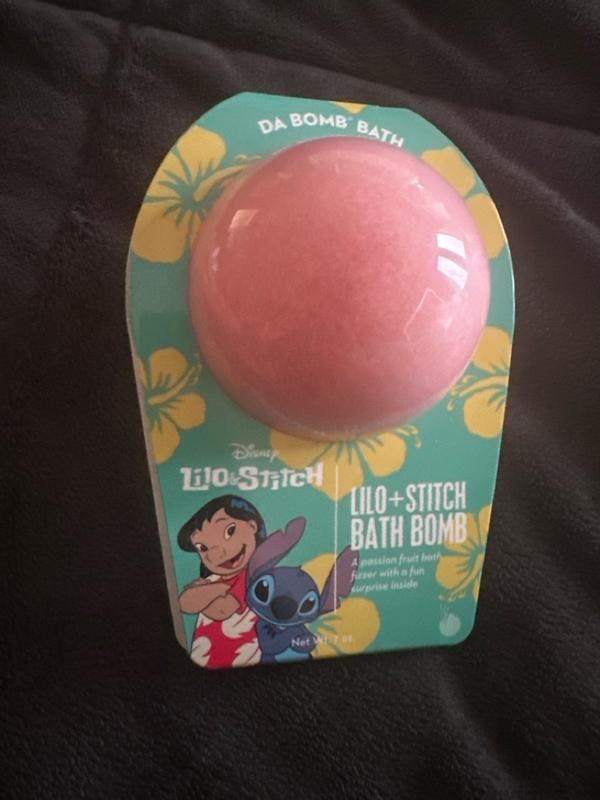 DA BOMB® BATH
Disney
LILO & STITCH
LILO+STITCH
BATH BOMB
A passion fruit bath
fizzer with a fun
surprise inside
Net Wt. 7 oz.